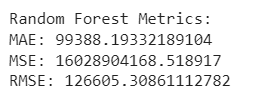 Random Forest Metrics:
MAE: 99388.19332189104
MSE: 16028904168.518917
RMSE: 126605.30861112782